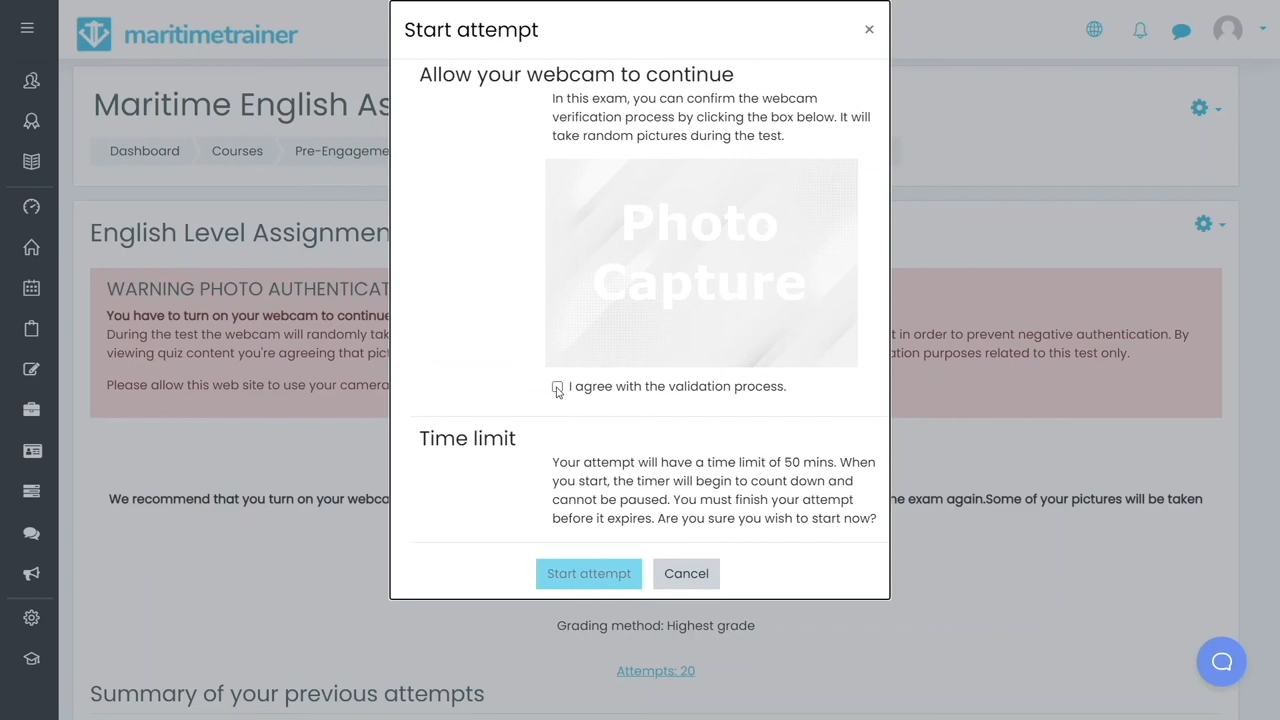 maritimetrainer
Start attempt
×
Allow your webcam to continue
In this exam, you can confirm the webcam
verification process by clicking the box below. It will
take random pictures during the test.
Photo
Capture
I agree with the validation process.
Time limit
Your attempt will have a time limit of 50 mins. When
you start, the timer will begin to count down and
cannot be paused. You must finish your attempt
before it expires. Are you sure you wish to start now?
Start attempt
Cancel
Maritime English As
Dashboard
Courses
Pre-Engageme
English Level Assignmen
WARNING PHOTO AUTHENTICAT
You have to turn on your webcam to continue
During the test the webcam will randomly tak
t in order to prevent negative authentication. By
viewing quiz content you're agreeing that pict
ation purposes related to this test only.
Please allow this web site to use your camera
We recommend that you turn on your webca
e exam again.Some of your pictures will be taken
Grading method: Highest grade
Attempts: 20
Summary of your previous attempts